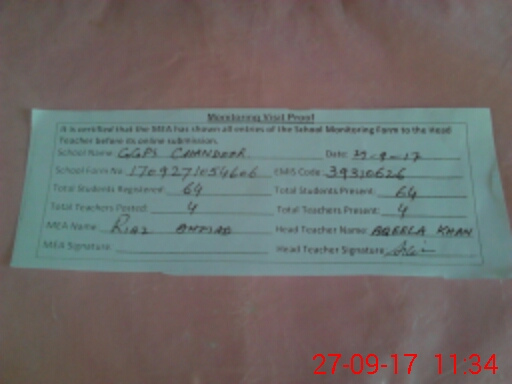 Monitoring Visit Proof
It is certified that the MEA has shown all entries of the School Monitoring Form to the Head
Teacher before its online submission.
School Name: GGPS CHANDOOR Date: 27-9-17
School Form No: 1709271054606 EMIS Code: 39310626
Total Students Registered: 64 Total Students Present: 64
Total Teachers Posted: 4 Total Teachers Present: 4
MEA Name: RIAZ Head Teacher Name: AQEELA KHAN
MEA Signature: Head Teacher Signature:
27-09-17 11:34